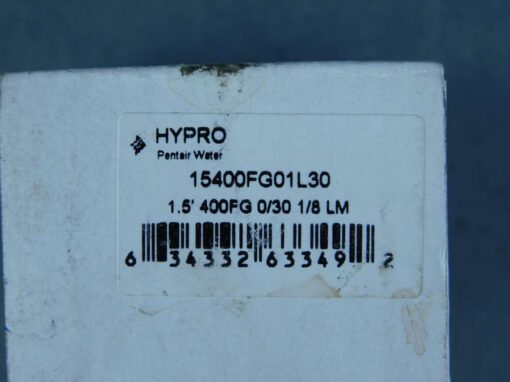 HYPRO
Pentair Water
15400FG01L30
1.5' 400FG 0/30 1/8 LM
6 34332 63349 2